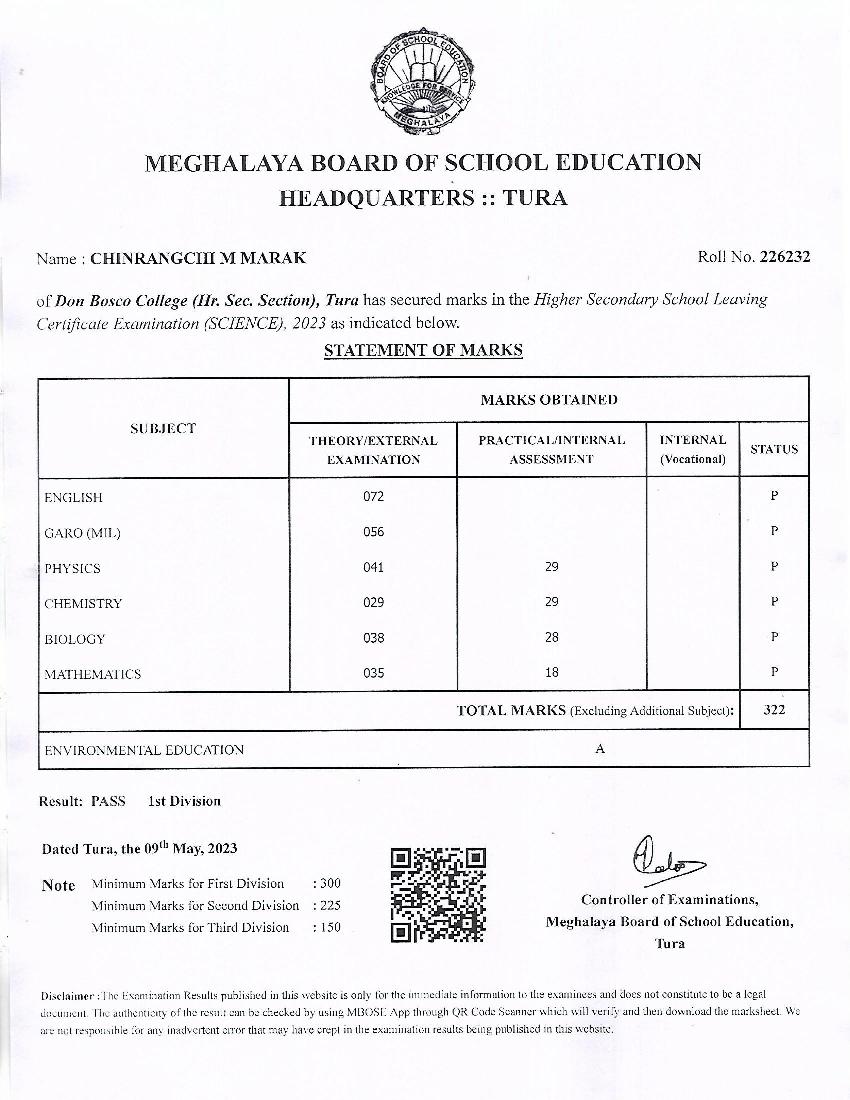 BOARD OF SCHOOL EDUCATION
KNOWLEDGE FOR SERVICE
MEGHALAYA
MEGHALAYA BOARD OF SCHOOL EDUCATION
HEADQUARTERS :: TURA
Name : CHINRANGCHI M MARAK Roll No. 226232
of Don Bosco College (Hr. Sec. Section), Tura has secured marks in the Higher Secondary School Leaving
Certificate Examination (SCIENCE), 2023 as indicated below.
STATEMENT OF MARKS
SUBJECT MARKS OBTAINED
THEORY/EXTERNAL EXAMINATION PRACTICAL/INTERNAL ASSESSMENT INTERNAL (Vocational) STATUS
ENGLISH 072 P
GARO (MIL) 056 P
PHYSICS 041 29 P
CHEMISTRY 029 29 P
BIOLOGY 038 28 P
MATHEMATICS 035 18 P
TOTAL MARKS (Excluding Additional Subject): 322
ENVIRONMENTAL EDUCATION A
Result: PASS 1st Division
Dated Tura, the 09th May, 2023
Note Minimum Marks for First Division : 300
Minimum Marks for Second Division : 225
Minimum Marks for Third Division : 150
Controller of Examinations,
Meghalaya Board of School Education,
Tura
Disclaimer :The Examination Results published in this website is only for the immediate information to the examinees and does not constitute to be a legal
document. The authenticity of the result can be checked by using MBOSE App through QR Code Scanner which will verify and then download the marksheet. We
are not responsible for any inadvertent error that may have crept in the examination results being published in this website.